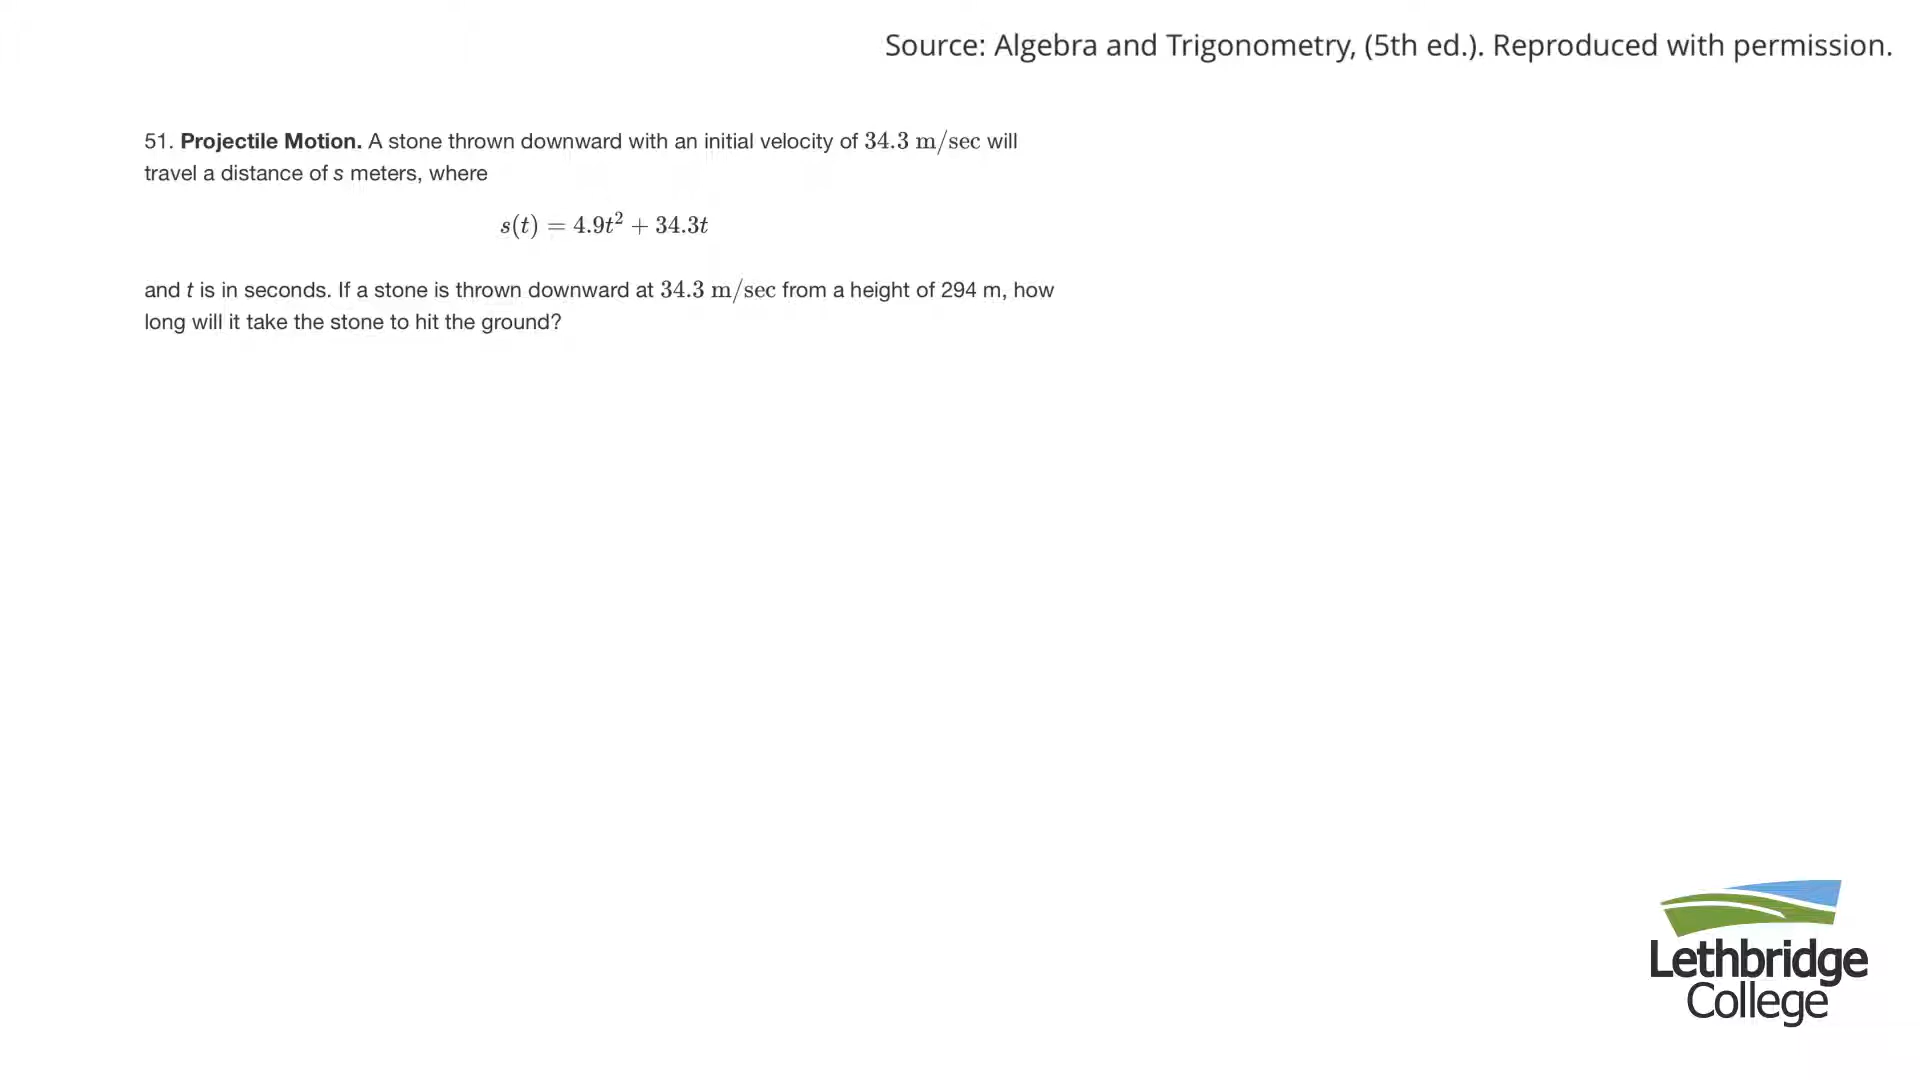 Source: Algebra and Trigonometry, (5th ed.). Reproduced with permission.
51. Projectile Motion. A stone thrown downward with an initial velocity of 34.3 m/sec will
travel a distance of s meters, where
s(t) = 4.9t² + 34.3t
and t is in seconds. If a stone is thrown downward at 34.3 m/sec from a height of 294 m, how
long will it take the stone to hit the ground?
Lethbridge
College